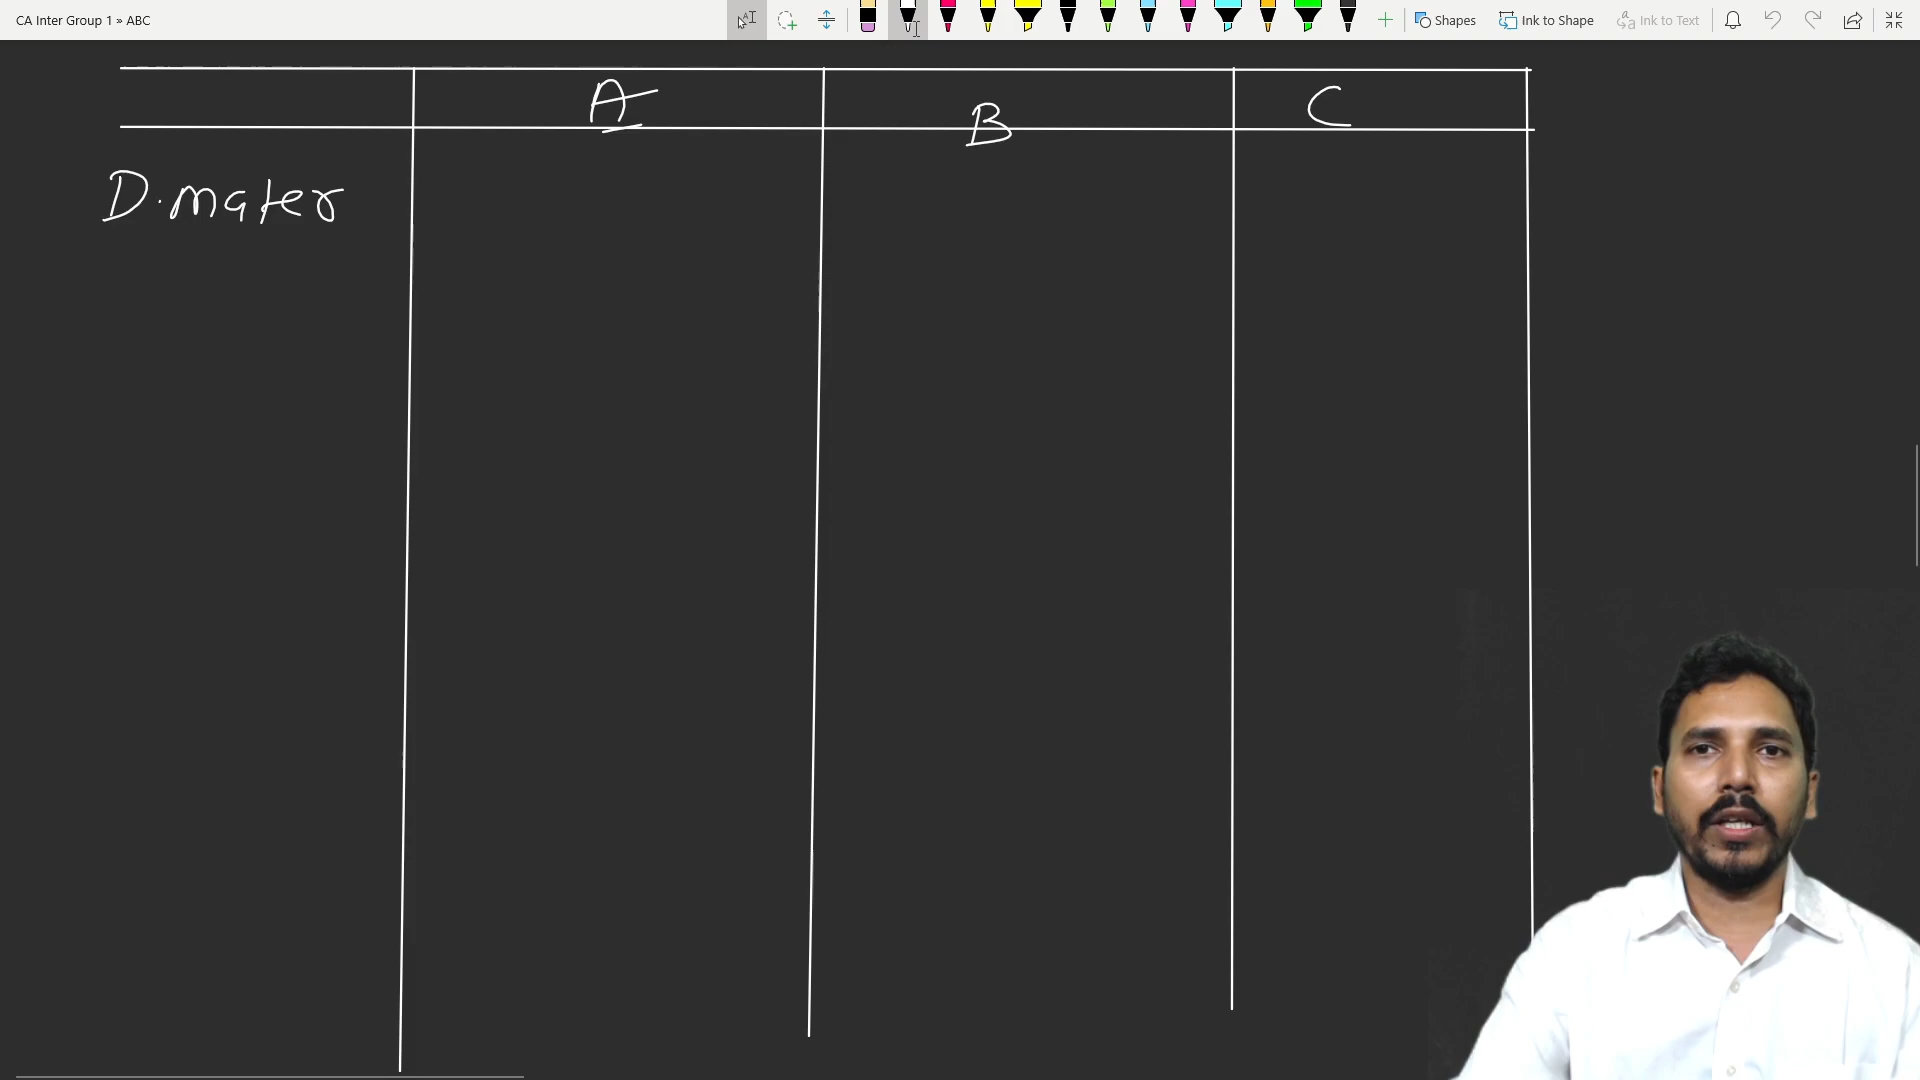 CA Inter Group 1 » ABC
Shapes Ink to Shape Ink to Text
A B C
D.mater